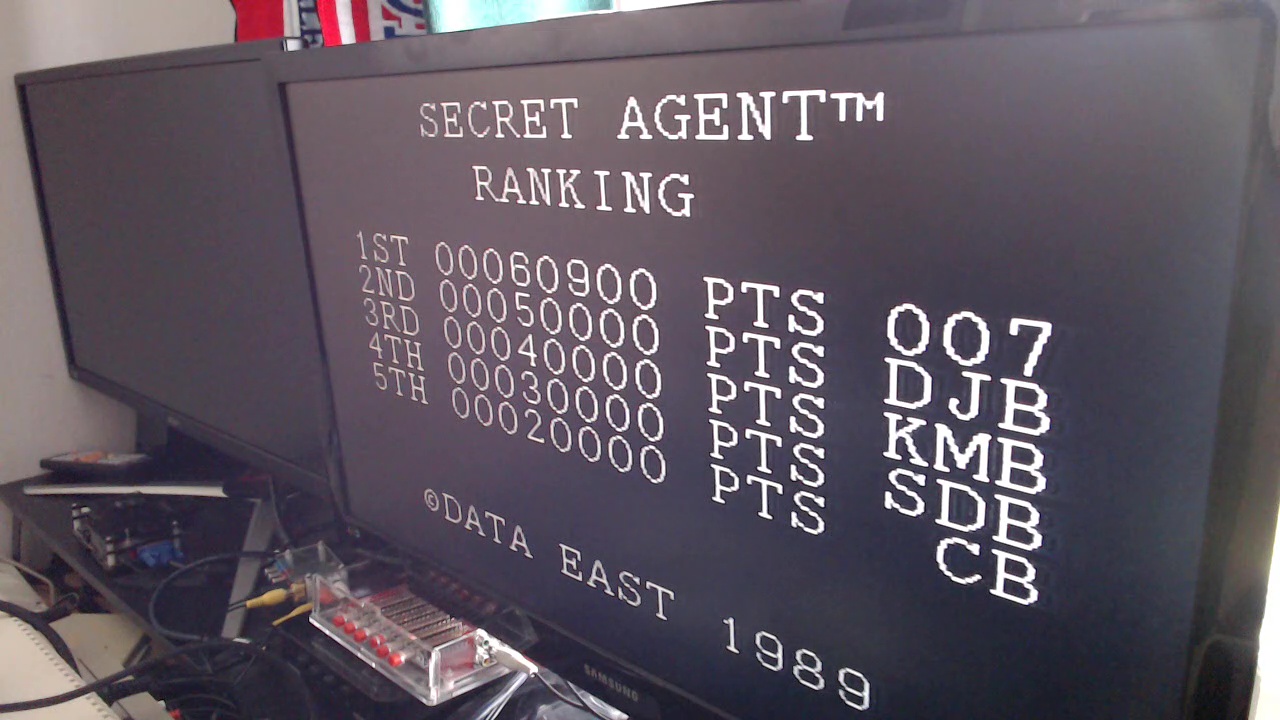 SECRET AGENT™
RANKING
1ST 00060900 PTS 007
2ND 00050000 PTS DJB
3RD 00040000 PTS KMB
4TH 00030000 PTS SDB
5TH 00020000 PTS CB
©DATA EAST 1989
SAMSUNG